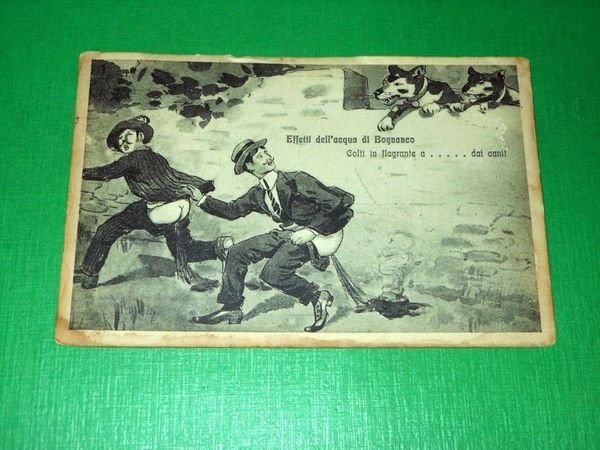 Effetti dell'acqua di Bognanco
Colti in flagrante a . . . . . dai cani!